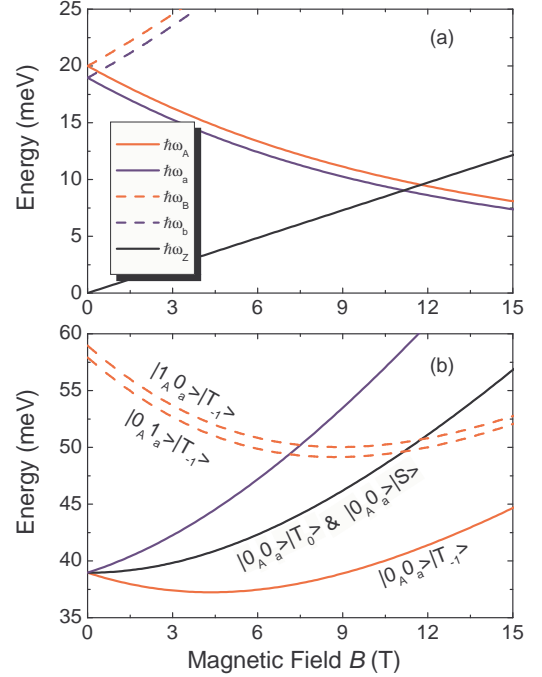 25
20
15
10
5
0
Energy (meV)
(a)
ℏω_A
ℏω_a
ℏω_B
ℏω_b
ℏω_Z
0 3 6 9 12 15
60
55
50
45
40
35
Energy (meV)
(b)
|1_A 0_a>|T_-1>
|0_A 1_a>|T_-1>
|0_A 0_a>|T_0> & |0_A 0_a>|S>
|0_A 0_a>|T_-1>
0 3 6 9 12 15
Magnetic Field B (T)